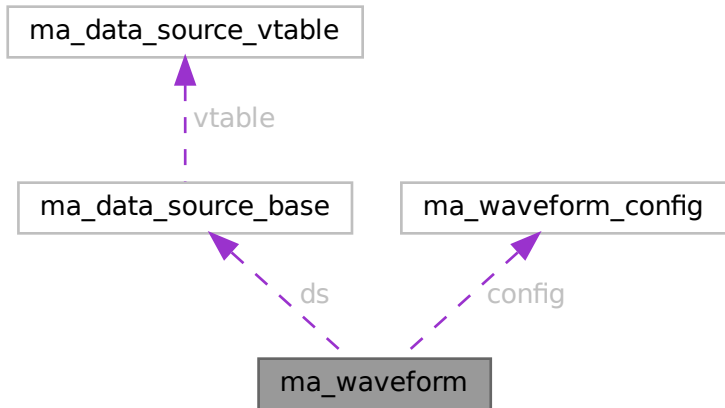 ma_data_source_vtable
vtable
ma_data_source_base
ma_waveform_config
ds
config
ma_waveform